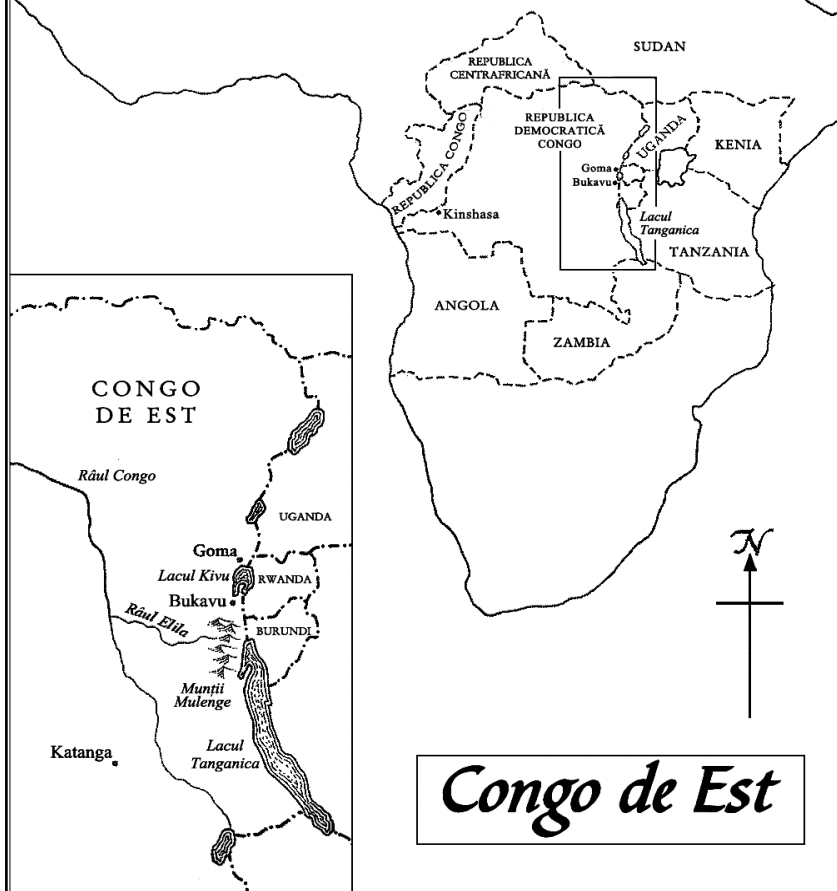 SUDAN
REPUBLICA
CENTRAFRICANĂ
REPUBLICA
DEMOCRATICĂ
CONGO
UGANDA
KENIA
REPUBLICA CONGO
Goma
Bukavu
Kinshasa
Lacul
Tanganica
TANZANIA
ANGOLA
ZAMBIA
CONGO
DE EST
Râul Congo
UGANDA
Goma
Lacul Kivu
RWANDA
Bukavu
Râul Elila
BURUNDI
Munții
Mulenge
Lacul
Tanganica
Katanga
N
Congo de Est